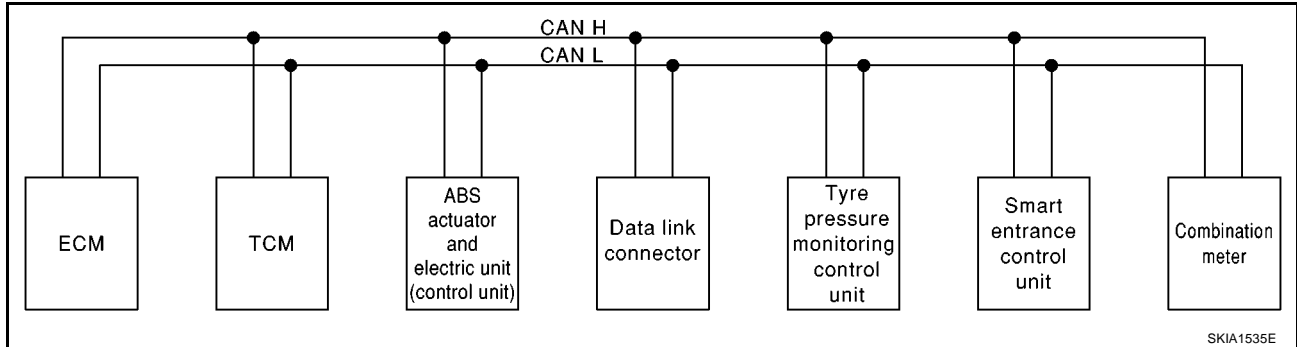 CAN H
CAN L
ECM
TCM
ABS
actuator
and
electric unit
(control unit)
Data link
connector
Tyre
pressure
monitoring
control
unit
Smart
entrance
control
unit
Combination
meter
SKIA1535E